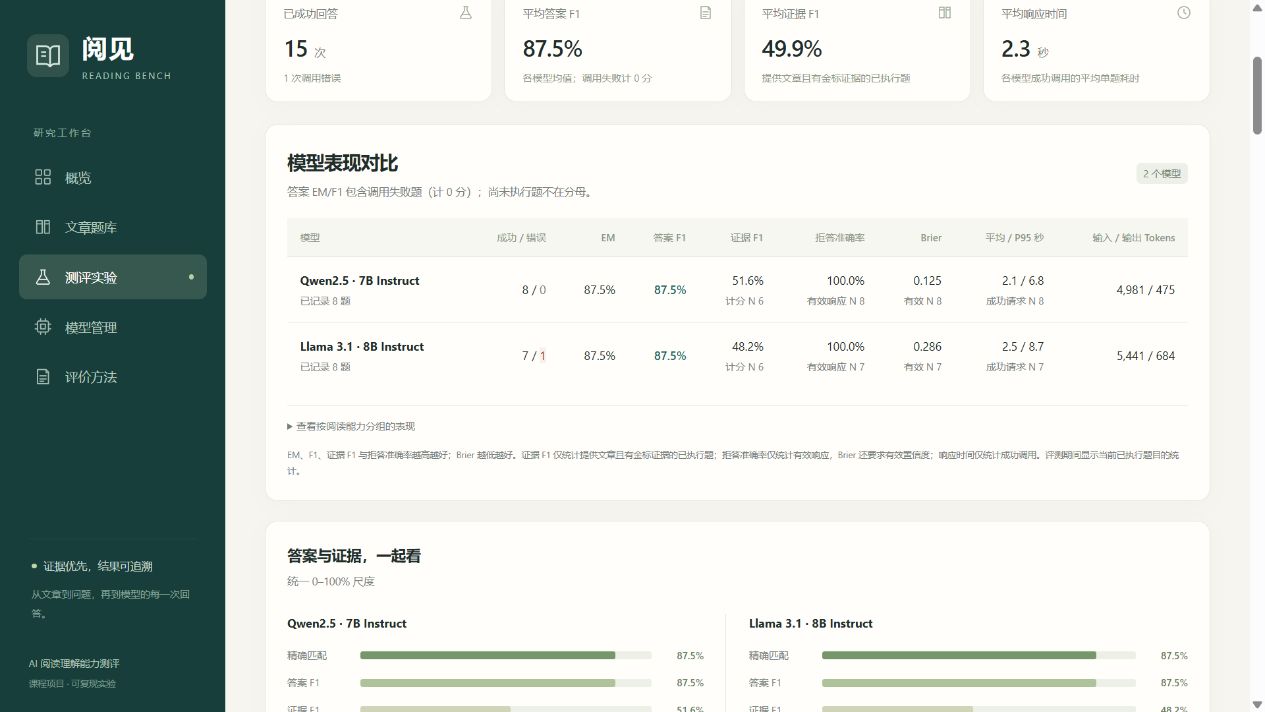 阅见
READING BENCH
研究工作台
概览
文章题库
测评实验
模型管理
评价方法
证据优先，结果可追溯
从文章到问题，再到模型的每一次回
答。
AI 阅读理解能力测评
课程项目 · 可复现实验
已成功回答
15 次
1 次调用错误
平均答案 F1
87.5%
各模型均值；调用失败计 0 分
平均证据 F1
49.9%
提供文章且有金标证据的已执行题
平均响应时间
2.3 秒
各模型成功调用的平均单题耗时
模型表现对比
答案 EM/F1 包含调用失败题（计 0 分）；尚未执行题不在分母。
2 个模型
模型 成功 / 错误 EM 答案 F1 证据 F1 拒答准确率 Brier 平均 / P95 秒 输入 / 输出 Tokens
Qwen2.5 · 7B Instruct 8 / 0 87.5% 87.5% 51.6% 100.0% 0.125 2.1 / 6.8 4,981 / 475
已记录 8 题 计分 N 6 有效响应 N 8 有效 N 8 成功请求 N 8
Llama 3.1 · 8B Instruct 7 / 1 87.5% 87.5% 48.2% 100.0% 0.286 2.5 / 8.7 5,441 / 684
已记录 8 题 计分 N 6 有效响应 N 7 有效 N 7 成功请求 N 7
查看按阅读能力分组的表现
EM、F1、证据 F1 与拒答准确率越高越好；Brier 越低越好。证据 F1 仅统计提供文章且有金标证据的已执行题；拒答准确率仅统计有效响应，Brier 还要求有效置信度；响应时间仅统计成功调用。评测期间显示当前已执行题目的统
计。
答案与证据，一起看
统一 0–100% 尺度
Qwen2.5 · 7B Instruct
精确匹配 87.5%
答案 F1 87.5%
证据 F1 51.6%
Llama 3.1 · 8B Instruct
精确匹配 87.5%
答案 F1 87.5%
证据 F1 48.2%